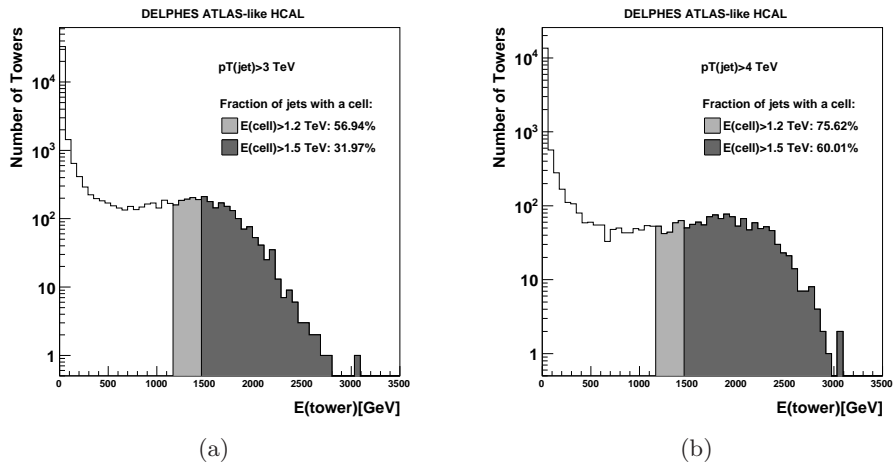 DELPHES ATLAS-like HCAL
Number of Towers
10^4
10^3
10^2
10
1
pT(jet)>3 TeV
Fraction of jets with a cell:
E(cell)>1.2 TeV: 56.94%
E(cell)>1.5 TeV: 31.97%
0 500 1000 1500 2000 2500 3000 3500
E(tower)[GeV]
(a)
DELPHES ATLAS-like HCAL
Number of Towers
10^4
10^3
10^2
10
1
pT(jet)>4 TeV
Fraction of jets with a cell:
E(cell)>1.2 TeV: 75.62%
E(cell)>1.5 TeV: 60.01%
0 500 1000 1500 2000 2500 3000 3500
E(tower)[GeV]
(b)